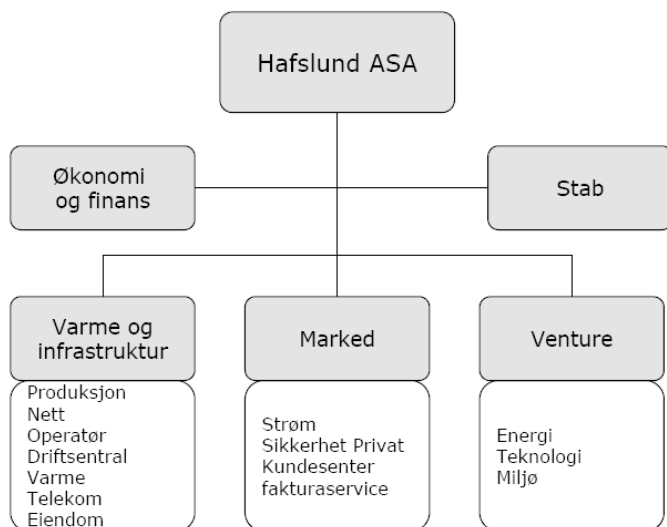 Hafslund ASA
Økonomi
og finans
Stab
Varme og
infrastruktur
Produksjon
Nett
Operatør
Driftsentral
Varme
Telekom
Eiendom
Marked
Strøm
Sikkerhet Privat
Kundesenter
fakturaservice
Venture
Energi
Teknologi
Miljø